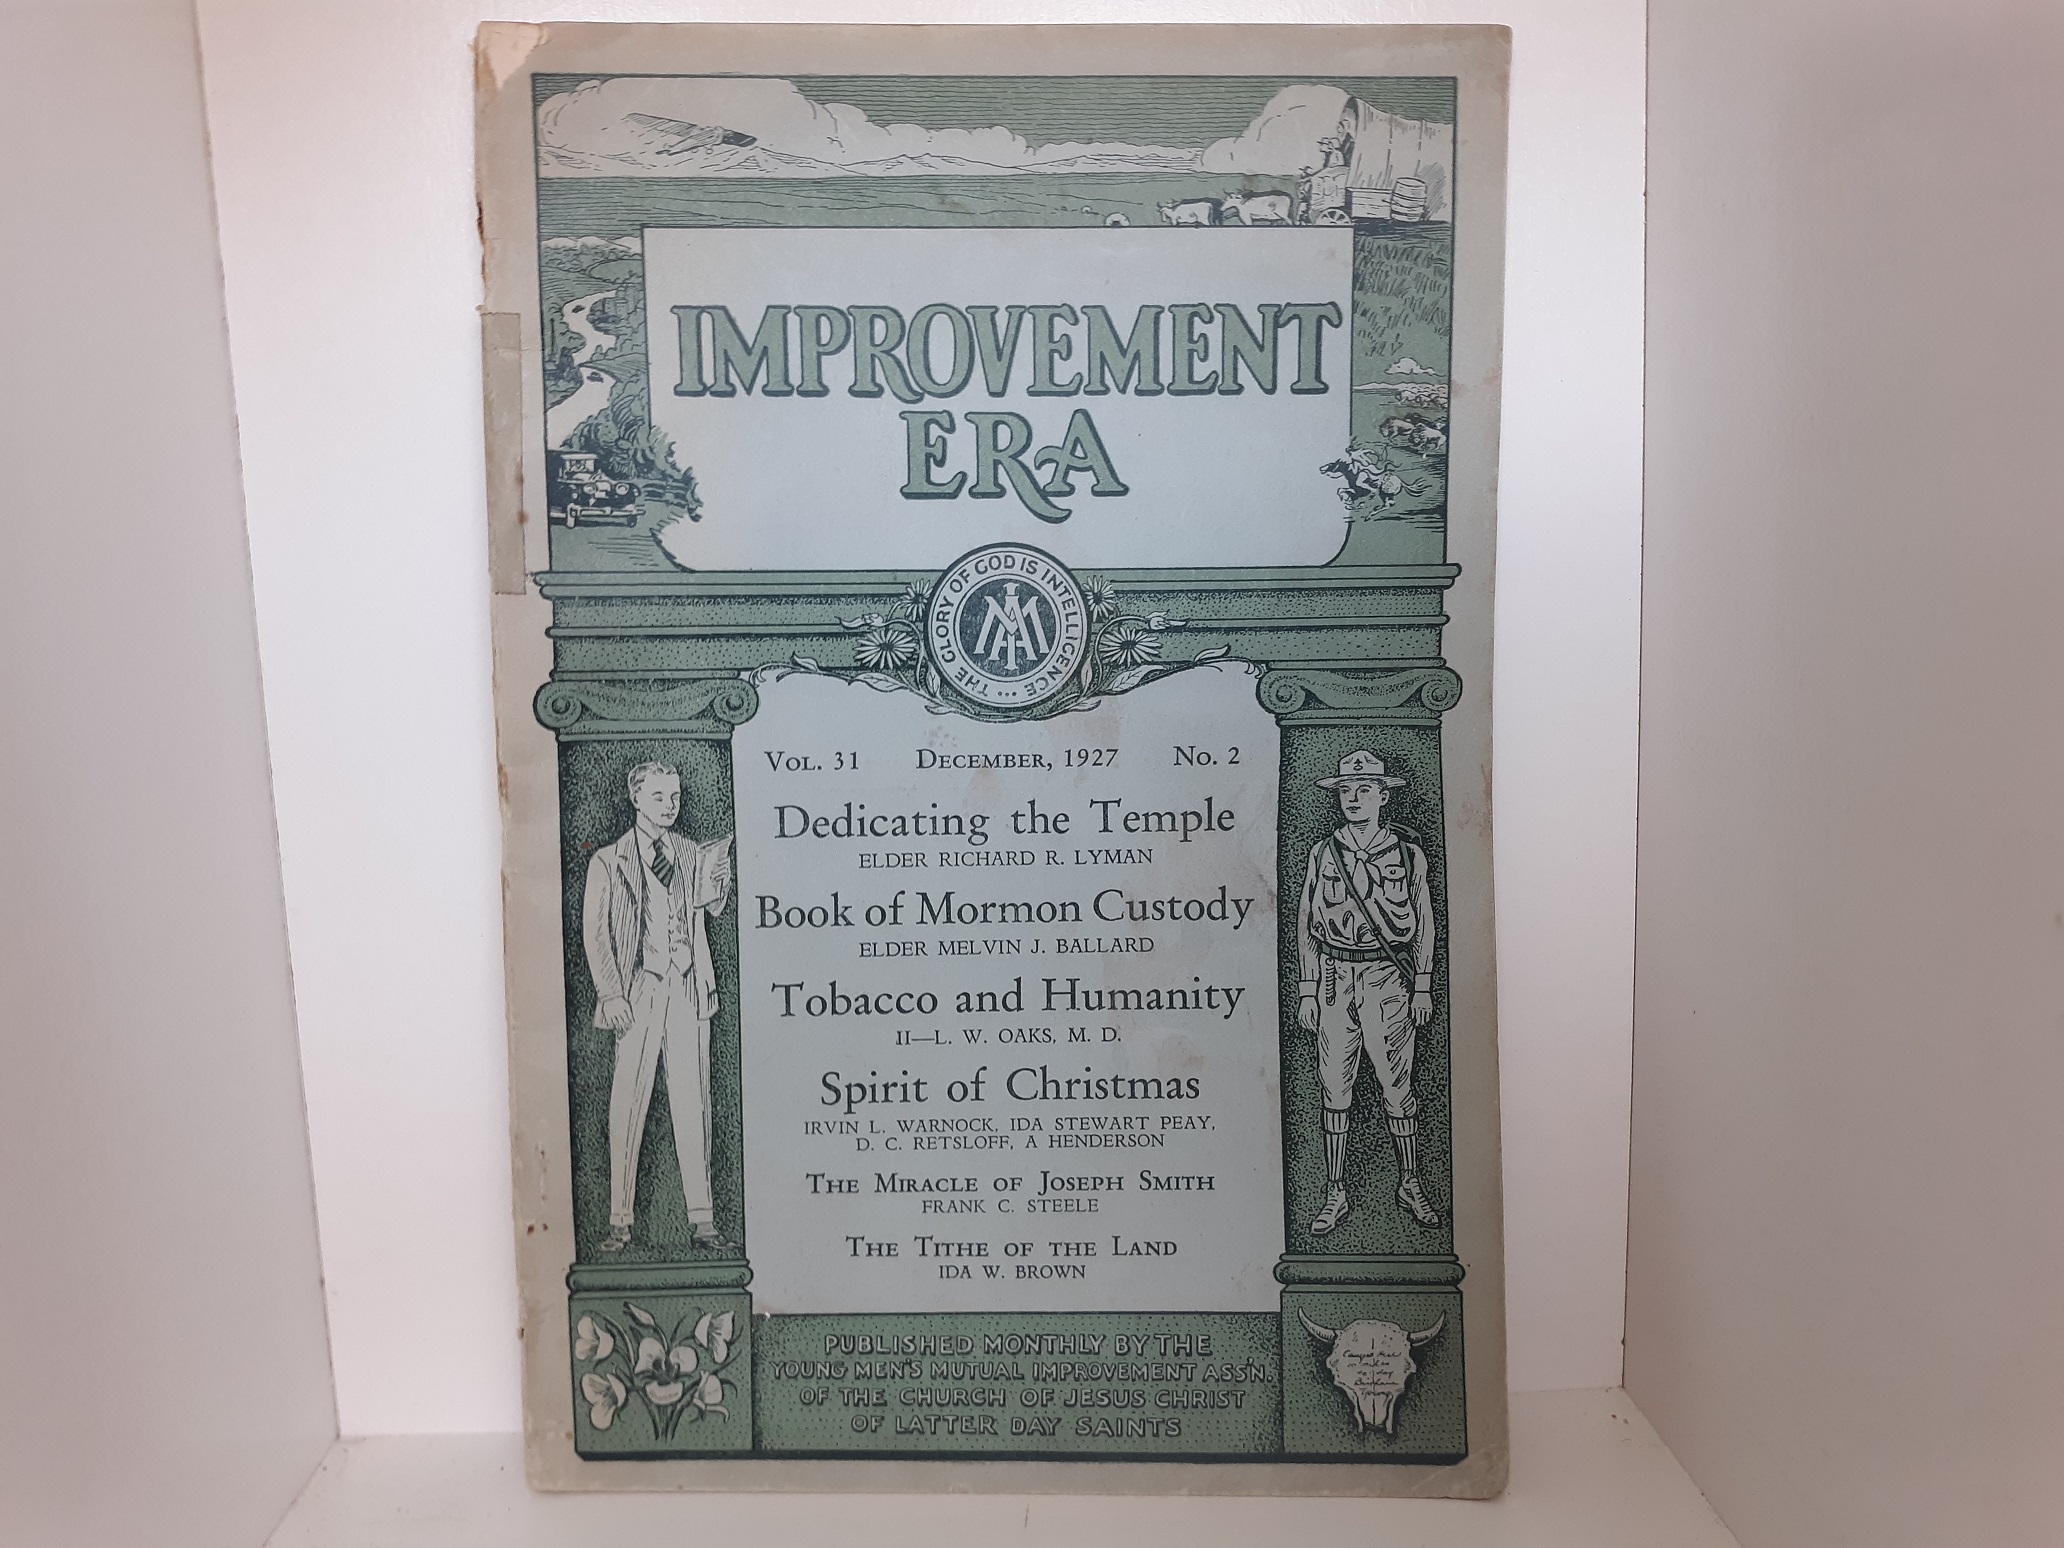 IMPROVEMENT
ERA
THE GLORY OF GOD IS INTELLIGENCE ...
VOL. 31 DECEMBER, 1927 No. 2
Dedicating the Temple
ELDER RICHARD R. LYMAN
Book of Mormon Custody
ELDER MELVIN J. BALLARD
Tobacco and Humanity
II—L. W. OAKS, M. D.
Spirit of Christmas
IRVIN L. WARNOCK, IDA STEWART PEAY,
D. C. RETSLOFF, A HENDERSON
THE MIRACLE OF JOSEPH SMITH
FRANK C. STEELE
THE TITHE OF THE LAND
IDA W. BROWN
PUBLISHED MONTHLY BY THE
YOUNG MEN'S MUTUAL IMPROVEMENT ASS'N.
OF THE CHURCH OF JESUS CHRIST
OF LATTER DAY SAINTS